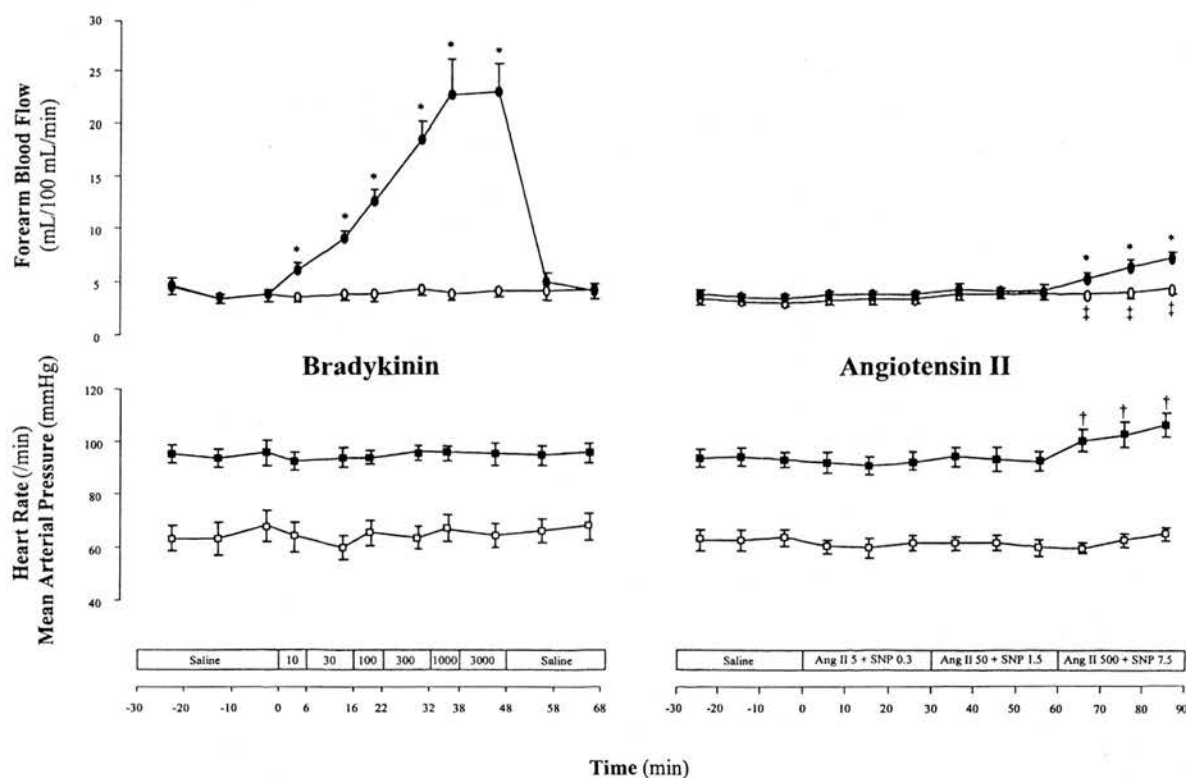 30
25
20
15
10
5
0
Forearm Blood Flow
(mL/100 mL/min)
* * * * * *
* * *
‡ ‡ ‡
Bradykinin
Angiotensin II
120
100
80
60
40
Heart Rate (/min)
Mean Arterial Pressure (mmHg)
† † †
Saline 10 30 100 300 1000 3000 Saline
Saline Ang II 5 + SNP 0.3 Ang II 50 + SNP 1.5 Ang II 500 + SNP 7.5
-30 -20 -10 0 6 16 22 32 38 48 58 68
-30 -20 -10 0 10 20 30 40 50 60 70 80 90
Time (min)